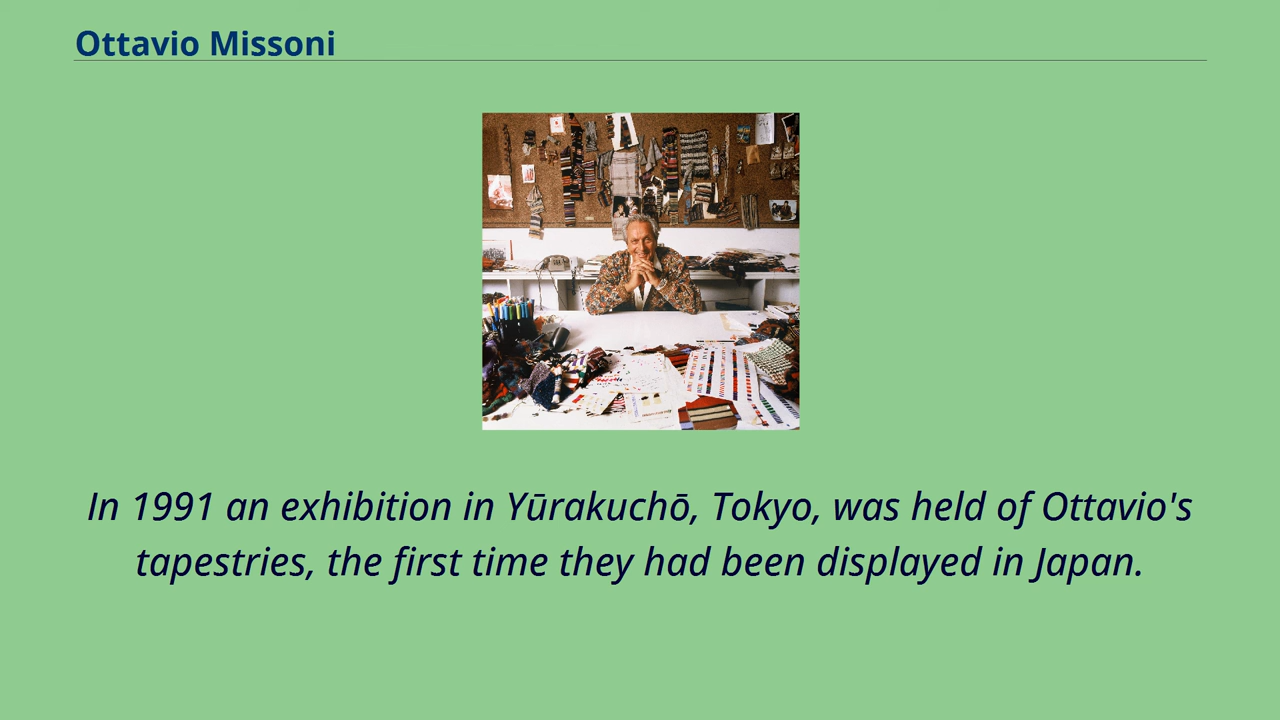 Ottavio Missoni
In 1991 an exhibition in Yūrakuchō, Tokyo, was held of Ottavio's
tapestries, the first time they had been displayed in Japan.